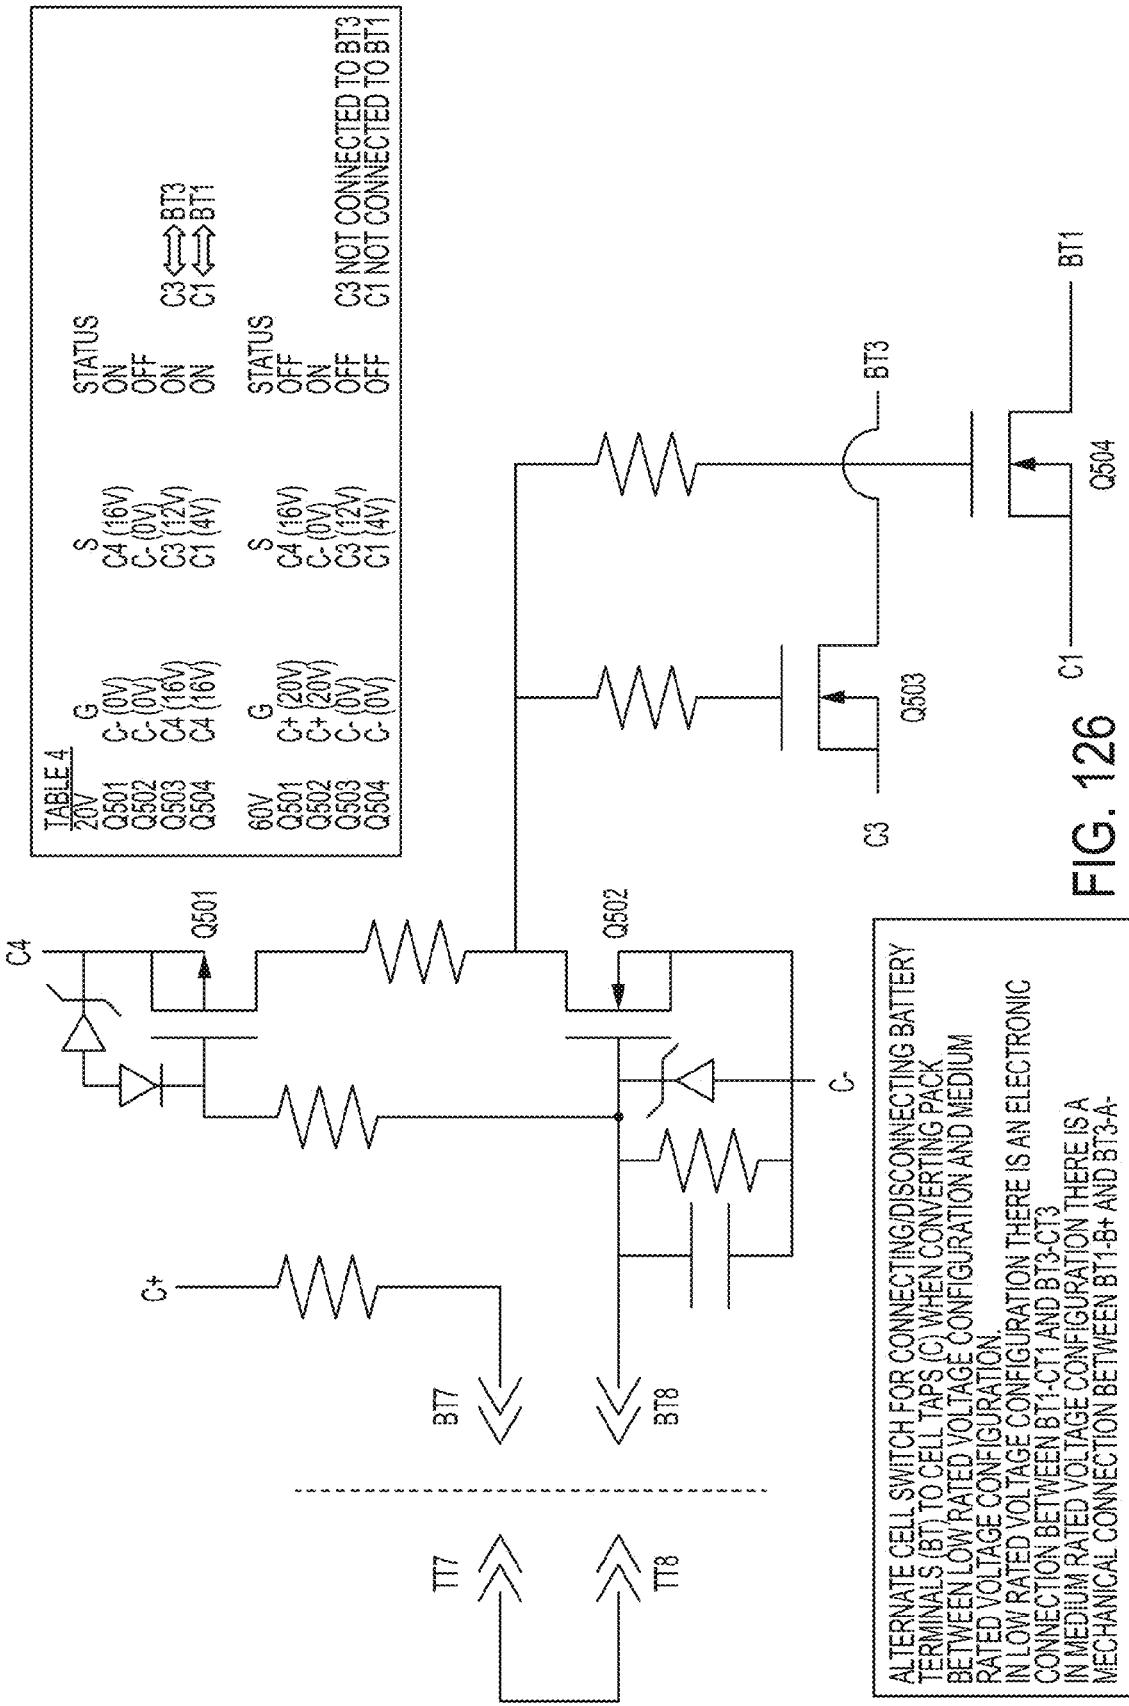 TABLE 4
20V G S STATUS
Q501 C- (0V) C4 (16V) ON
Q502 C- (0V) C- (0V) OFF
Q503 C4 (16V) C3 (12V) ON C3 ⇔ BT3
Q504 C4 (16V) C1 (4V) ON C1 ⇔ BT1
60V G S STATUS
Q501 C+ (20V) C4 (16V) OFF
Q502 C+ (20V) C- (0V) ON
Q503 C- (0V) C3 (12V) OFF C3 NOT CONNECTED TO BT3
Q504 C- (0V) C1 (4V) OFF C1 NOT CONNECTED TO BT1
C4
Q501
C+
BT7
TT7
BT8
TT8
Q502
C-
BT3
Q503
C3
BT1
Q504
C1
ALTERNATE CELL SWITCH FOR CONNECTING/DISCONNECTING BATTERY
TERMINALS (BT) TO CELL TAPS (C) WHEN CONVERTING PACK
BETWEEN LOW RATED VOLTAGE CONFIGURATION AND MEDIUM
RATED VOLTAGE CONFIGURATION.
IN LOW RATED VOLTAGE CONFIGURATION THERE IS AN ELECTRONIC
CONNECTION BETWEEN BT1-CT1 AND BT3-CT3
IN MEDIUM RATED VOLTAGE CONFIGURATION THERE IS A
MECHANICAL CONNECTION BETWEEN BT1-B+ AND BT3-A-
FIG. 126